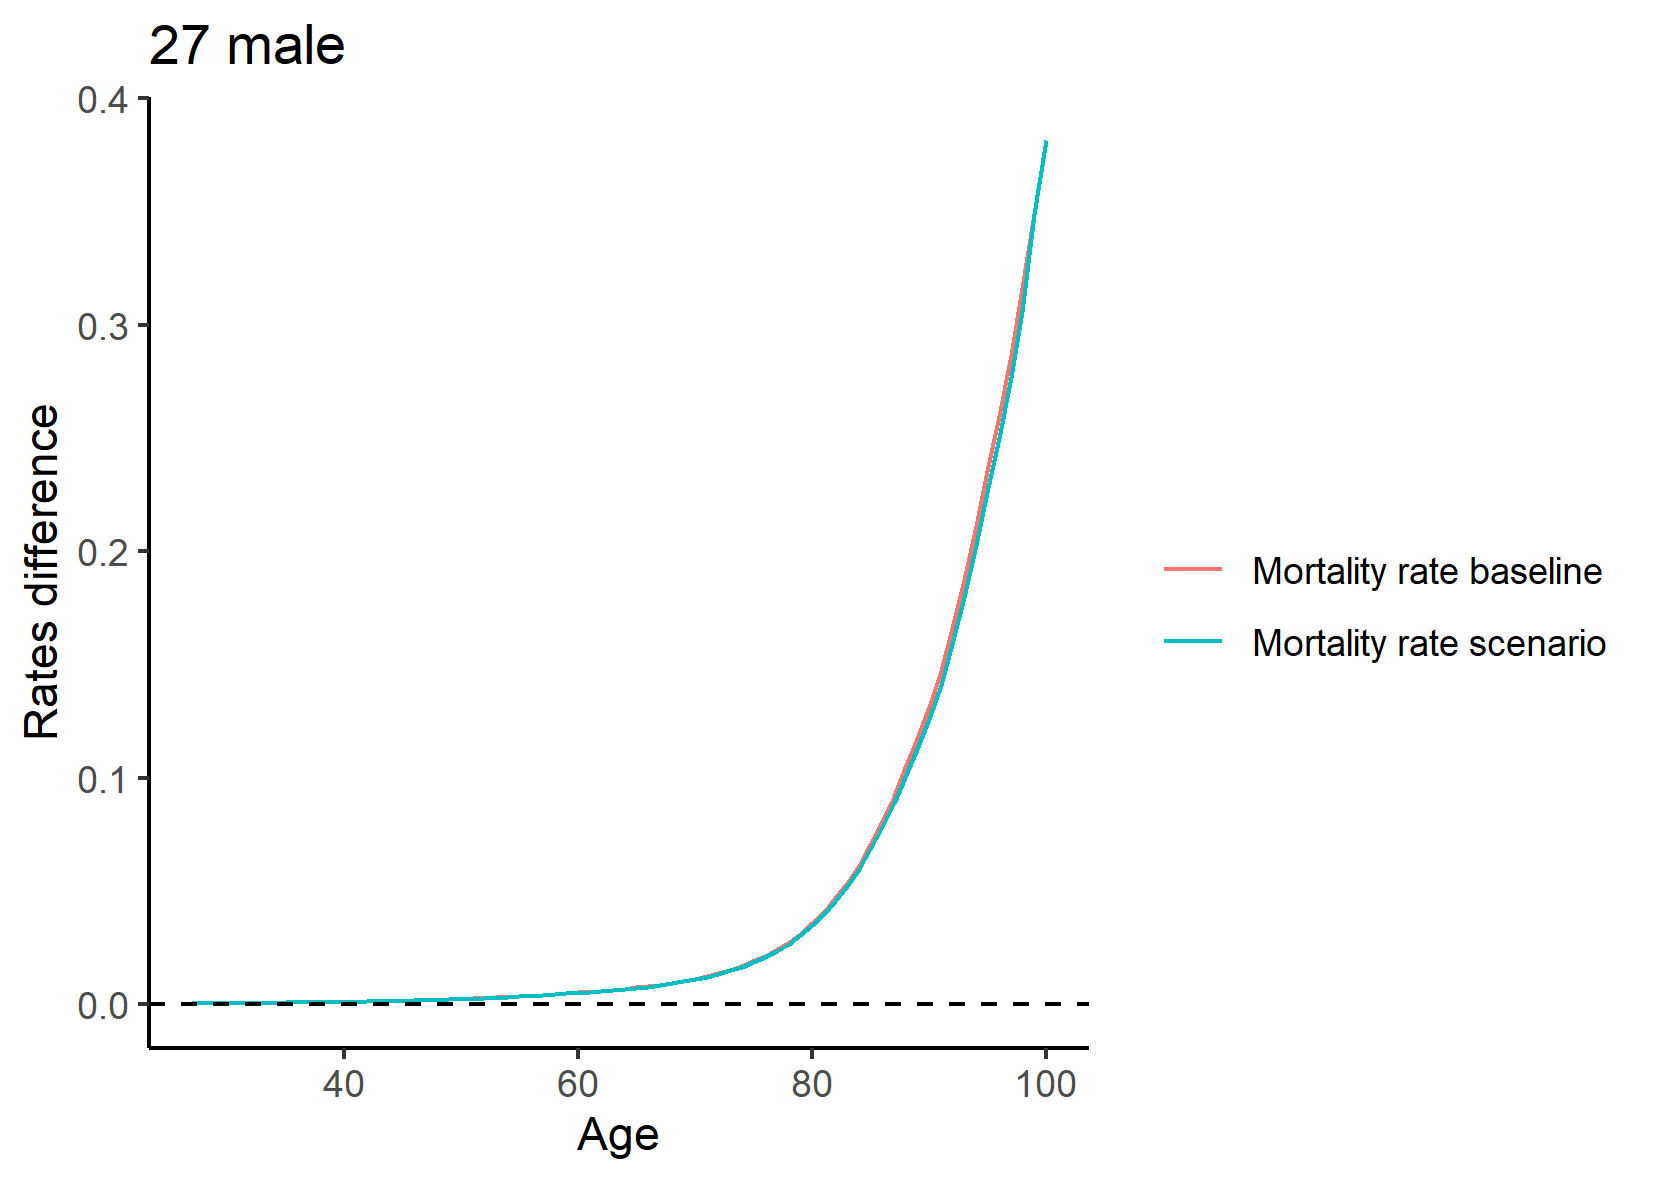 27 male
0.4
0.3
0.2
0.1
0.0
Rates difference
40 60 80 100
Age
Mortality rate baseline
Mortality rate scenario